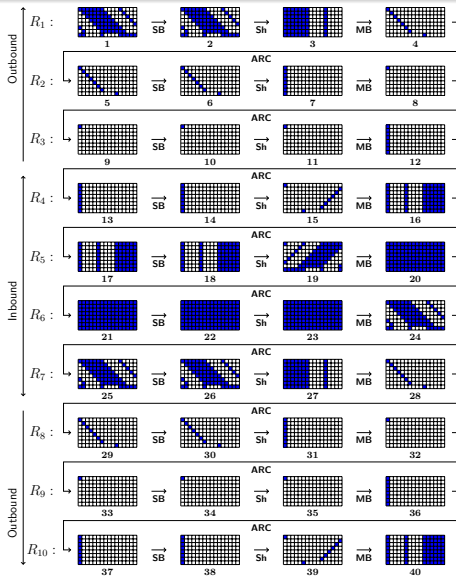 Outbound
R1 :
1 SB 2 Sh 3 MB 4
ARC
R2 :
5 SB 6 Sh 7 MB 8
ARC
R3 :
9 SB 10 Sh 11 MB 12
ARC
Inbound
R4 :
13 SB 14 Sh 15 MB 16
ARC
R5 :
17 SB 18 Sh 19 MB 20
ARC
R6 :
21 SB 22 Sh 23 MB 24
ARC
R7 :
25 SB 26 Sh 27 MB 28
ARC
Outbound
R8 :
29 SB 30 Sh 31 MB 32
ARC
R9 :
33 SB 34 Sh 35 MB 36
ARC
R10 :
37 SB 38 Sh 39 MB 40